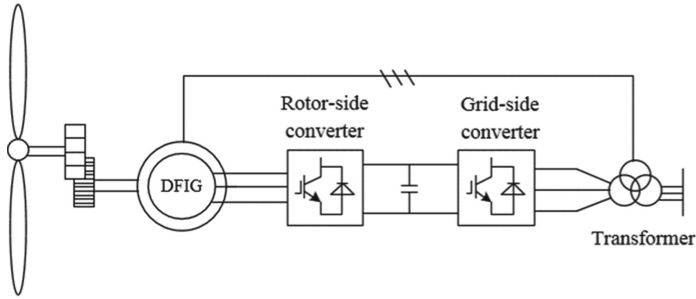 Rotor-side
converter
Grid-side
converter
DFIG
Transformer